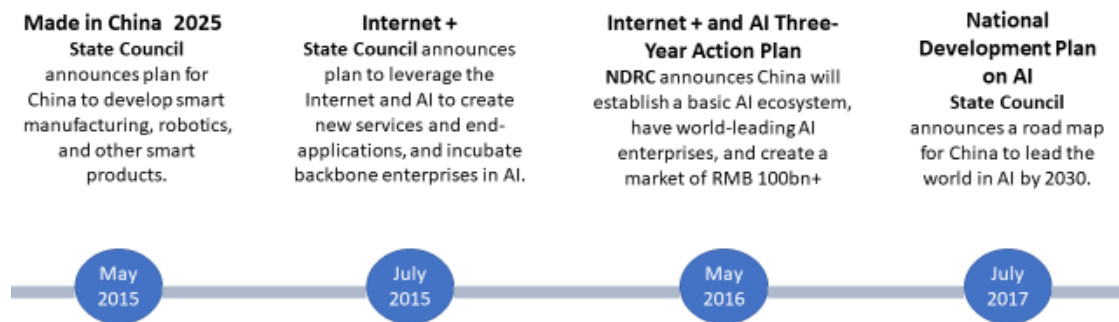 Made in China 2025
State Council
announces plan for
China to develop smart
manufacturing, robotics,
and other smart
products.
Internet +
State Council announces
plan to leverage the
Internet and AI to create
new services and end-
applications, and incubate
backbone enterprises in AI.
Internet + and AI Three-
Year Action Plan
NDRC announces China will
establish a basic AI ecosystem,
have world-leading AI
enterprises, and create a
market of RMB 100bn+
National
Development Plan
on AI
State Council
announces a road map
for China to lead the
world in AI by 2030.
May
2015
July
2015
May
2016
July
2017